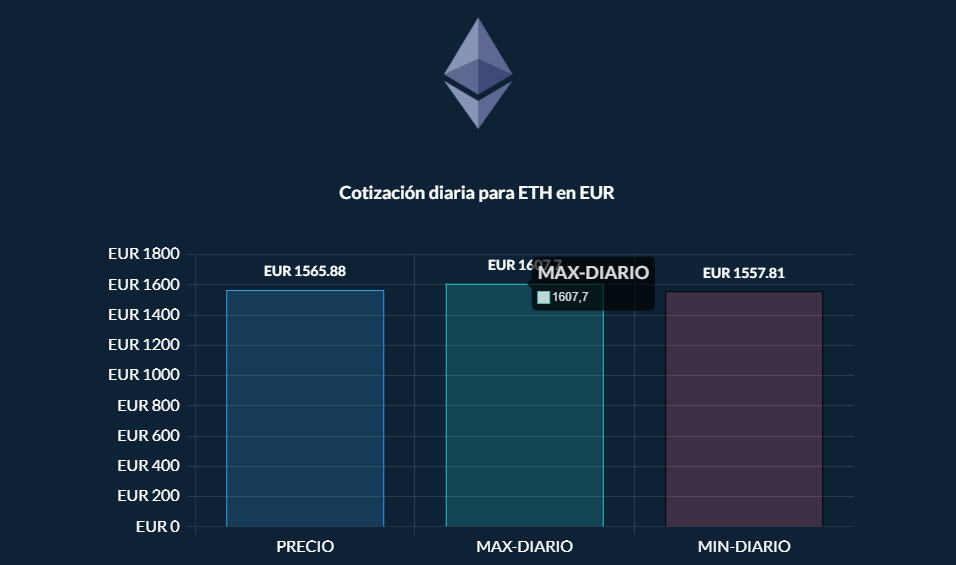 Cotización diaria para ETH en EUR
EUR 1800
EUR 1600
EUR 1400
EUR 1200
EUR 1000
EUR 800
EUR 600
EUR 400
EUR 200
EUR 0
EUR 1565.88
EUR 1607.7
EUR 1557.81
MAX-DIARIO
1607,7
PRECIO
MAX-DIARIO
MIN-DIARIO